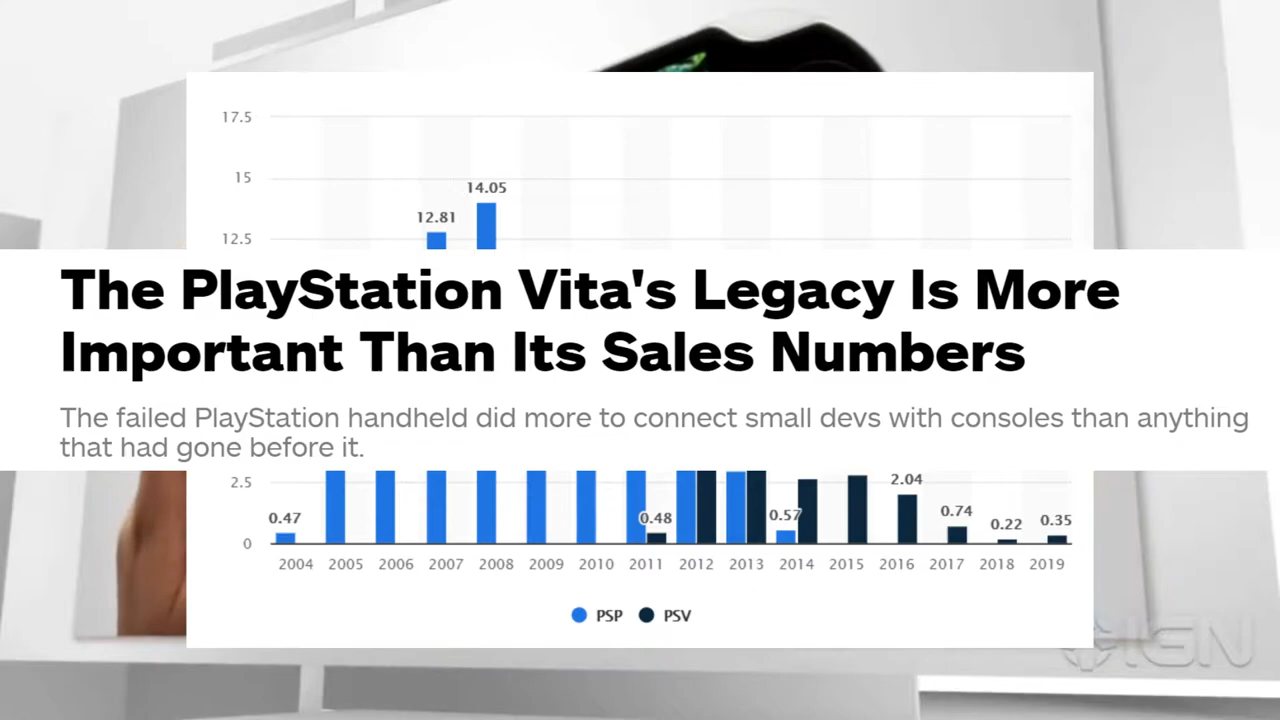 17.5
15
14.05
12.81
12.5
The PlayStation Vita's Legacy Is More
Important Than Its Sales Numbers
The failed PlayStation handheld did more to connect small devs with consoles than anything
that had gone before it.
2.5
2.04
0.47
0.48
0.57
0.74
0.22
0.35
0
2004 2005 2006 2007 2008 2009 2010 2011 2012 2013 2014 2015 2016 2017 2018 2019
PSP PSV
IGN